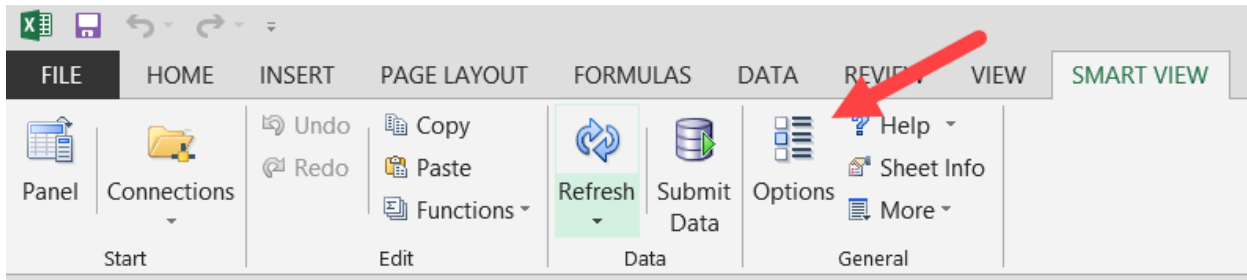 FILE HOME INSERT PAGE LAYOUT FORMULAS DATA REVIEW VIEW SMART VIEW
Undo Copy Help
Redo Paste Sheet Info
Panel Connections Functions Refresh Submit Data Options More
Start Edit Data General